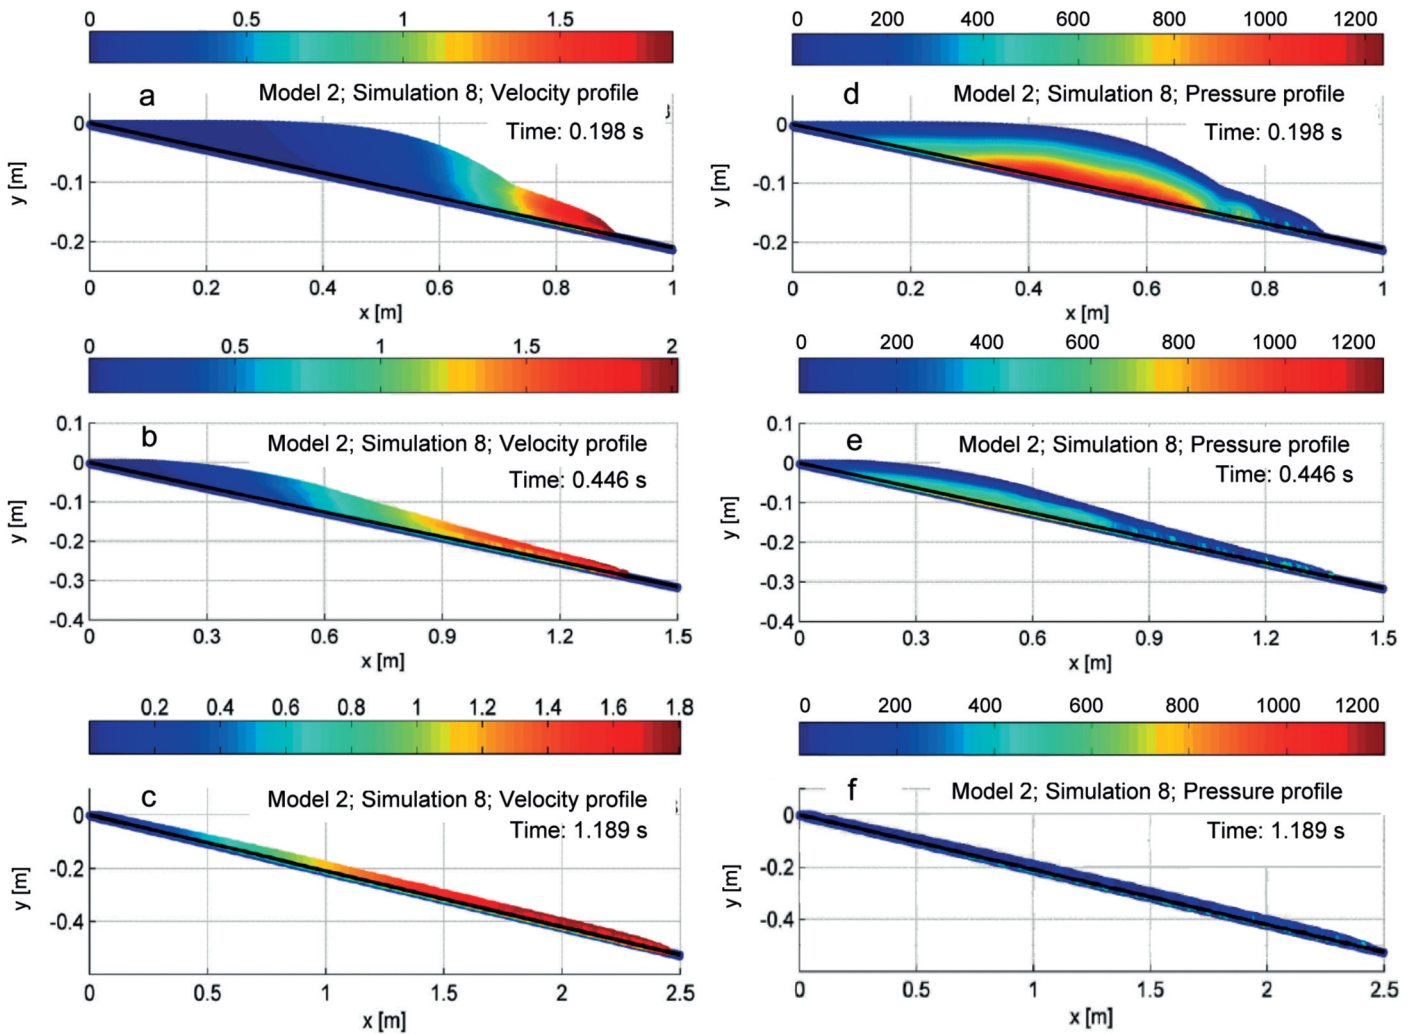 0 0.5 1 1.5
a Model 2; Simulation 8; Velocity profile
Time: 0.198 s
0
-0.1
-0.2
y [m]
0 0.2 0.4 0.6 0.8 1
x [m]
0 200 400 600 800 1000 1200
d Model 2; Simulation 8; Pressure profile
Time: 0.198 s
0
-0.1
-0.2
y [m]
0 0.2 0.4 0.6 0.8 1
x [m]
0 0.5 1 1.5 2
b Model 2; Simulation 8; Velocity profile
Time: 0.446 s
0.1
0
-0.1
-0.2
-0.3
-0.4
y [m]
0 0.3 0.6 0.9 1.2 1.5
x [m]
0 200 400 600 800 1000 1200
e Model 2; Simulation 8; Pressure profile
Time: 0.446 s
0.1
0
-0.1
-0.2
-0.3
-0.4
y [m]
0 0.3 0.6 0.9 1.2 1.5
x [m]
0.2 0.4 0.6 0.8 1 1.2 1.4 1.6 1.8
c Model 2; Simulation 8; Velocity profile
Time: 1.189 s
0
-0.2
-0.4
y [m]
0 0.5 1 1.5 2 2.5
x [m]
0 200 400 600 800 1000 1200
f Model 2; Simulation 8; Pressure profile
Time: 1.189 s
0
-0.2
-0.4
y [m]
0 0.5 1 1.5 2 2.5
x [m]